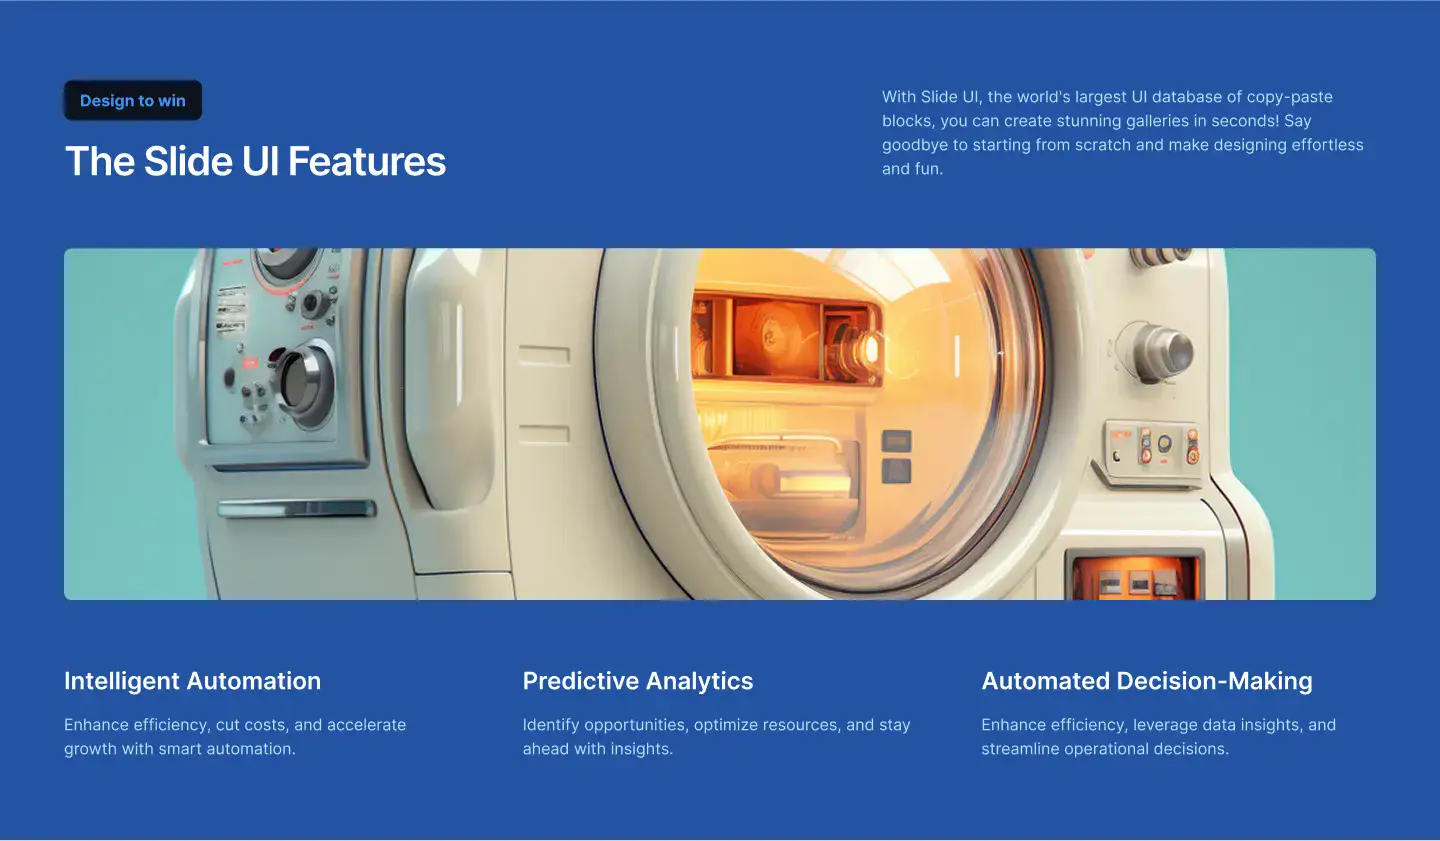 Design to win
The Slide UI Features
With Slide UI, the world's largest UI database of copy-paste
blocks, you can create stunning galleries in seconds! Say
goodbye to starting from scratch and make designing effortless
and fun.
Intelligent Automation
Enhance efficiency, cut costs, and accelerate
growth with smart automation.
Predictive Analytics
Identify opportunities, optimize resources, and stay
ahead with insights.
Automated Decision-Making
Enhance efficiency, leverage data insights, and
streamline operational decisions.